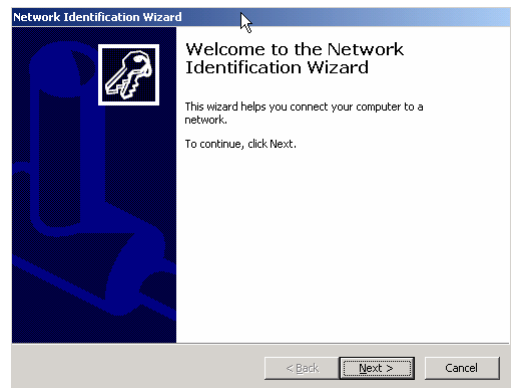 Network Identification Wizard
Welcome to the Network
Identification Wizard
This wizard helps you connect your computer to a
network.
To continue, click Next.
< Back
Next >
Cancel